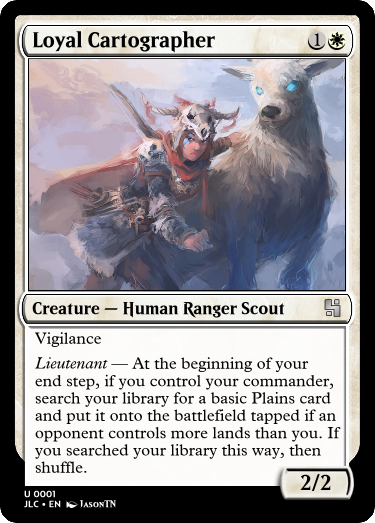 Loyal Cartographer 1
Creature — Human Ranger Scout
Vigilance
Lieutenant — At the beginning of your
end step, if you control your commander,
search your library for a basic Plains card
and put it onto the battlefield tapped if an
opponent controls more lands than you. If
you searched your library this way, then
shuffle.
2/2
U 0001
JLC • EN JASONTN